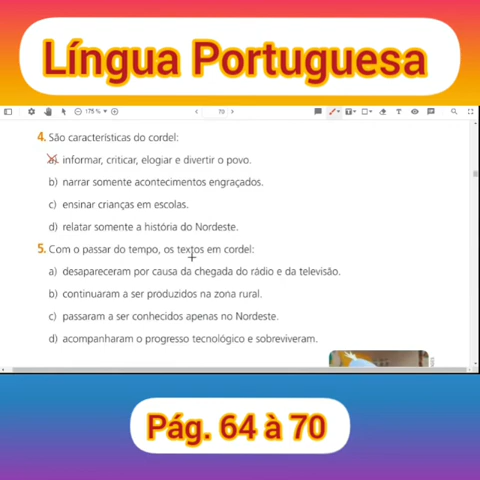 Língua Portuguesa
175 %
70
4. São características do cordel:
a) informar, criticar, elogiar e divertir o povo.
b) narrar somente acontecimentos engraçados.
c) ensinar crianças em escolas.
d) relatar somente a história do Nordeste.
5. Com o passar do tempo, os textos em cordel:
a) desapareceram por causa da chegada do rádio e da televisão.
b) continuaram a ser produzidos na zona rural.
c) passaram a ser conhecidos apenas no Nordeste.
d) acompanharam o progresso tecnológico e sobreviveram.
Pág. 64 à 70